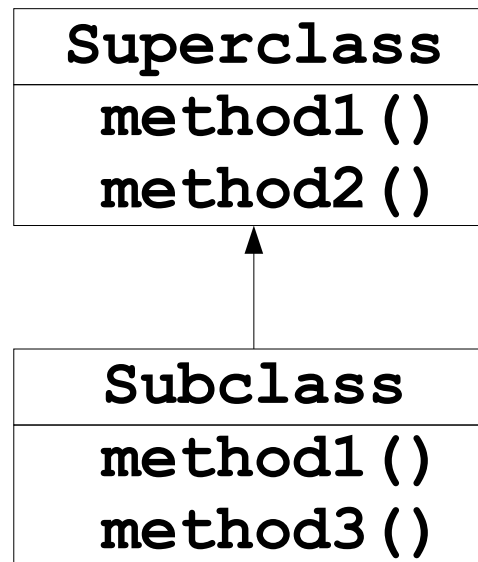 Superclass
method1()
method2()
Subclass
method1()
method3()